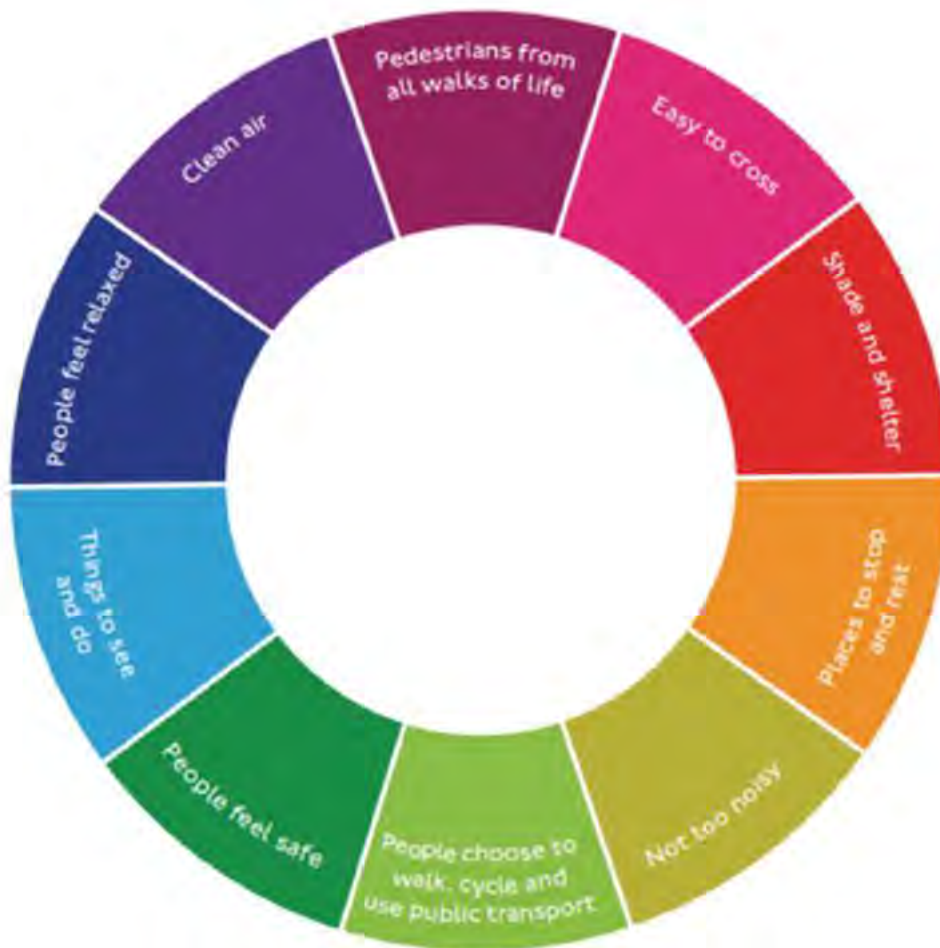 Pedestrians from
all walks of life
Easy to cross
Shade and shelter
Places to stop
and rest
Not too noisy
People choose to
walk, cycle and
use public transport
People feel safe
Things to see
and do
People feel relaxed
Clean air